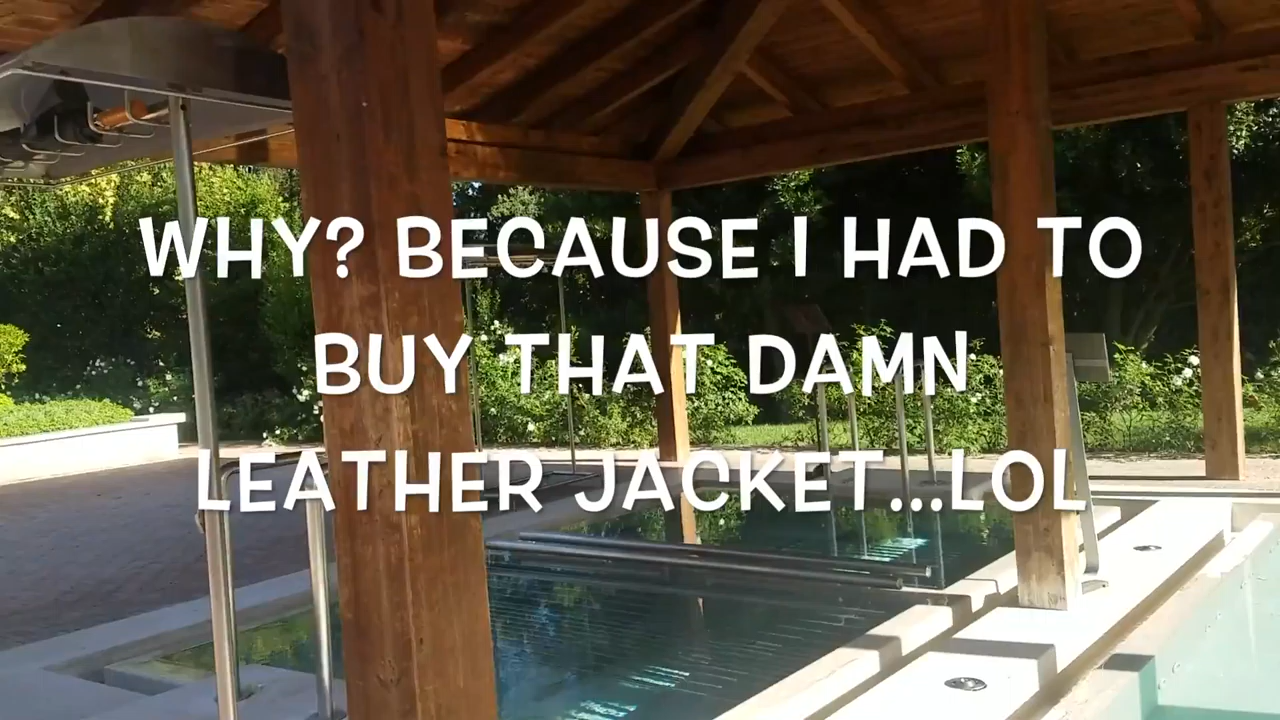 WHY? BECAUSE I HAD TO
BUY THAT DAMN
LEATHER JACKET...LOL